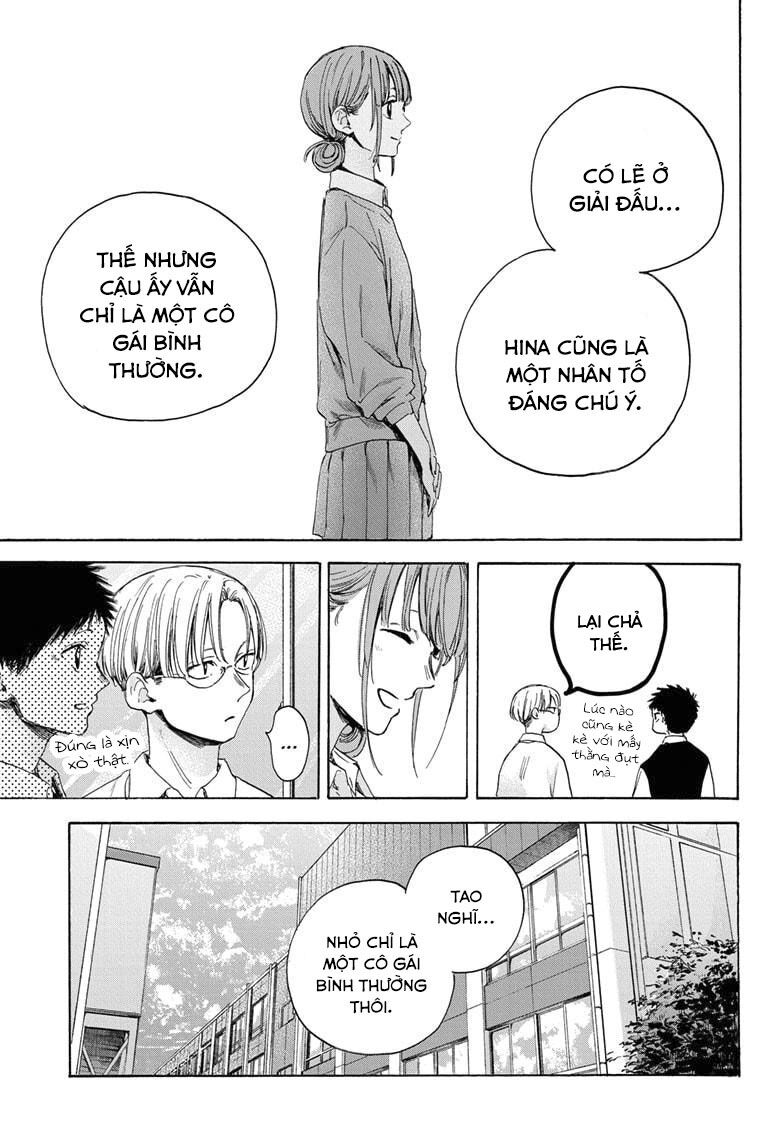 CÓ LẼ Ở
GIẢI ĐẤU...
HINA CŨNG LÀ
MỘT NHÂN TỐ
ĐÁNG CHÚ Ý.
THẾ NHƯNG
CẬU ẤY VẪN
CHỈ LÀ MỘT CÔ
GÁI BÌNH
THƯỜNG.
LẠI CHẢ
THẾ.
Lúc nào
cũng kè
kè với mấy
thằng đụt
mà..
...
Đúng là xịn
xò thật.
TAO
NGHĨ...
NHỎ CHỈ LÀ
MỘT CÔ GÁI
BÌNH THƯỜNG
THÔI.